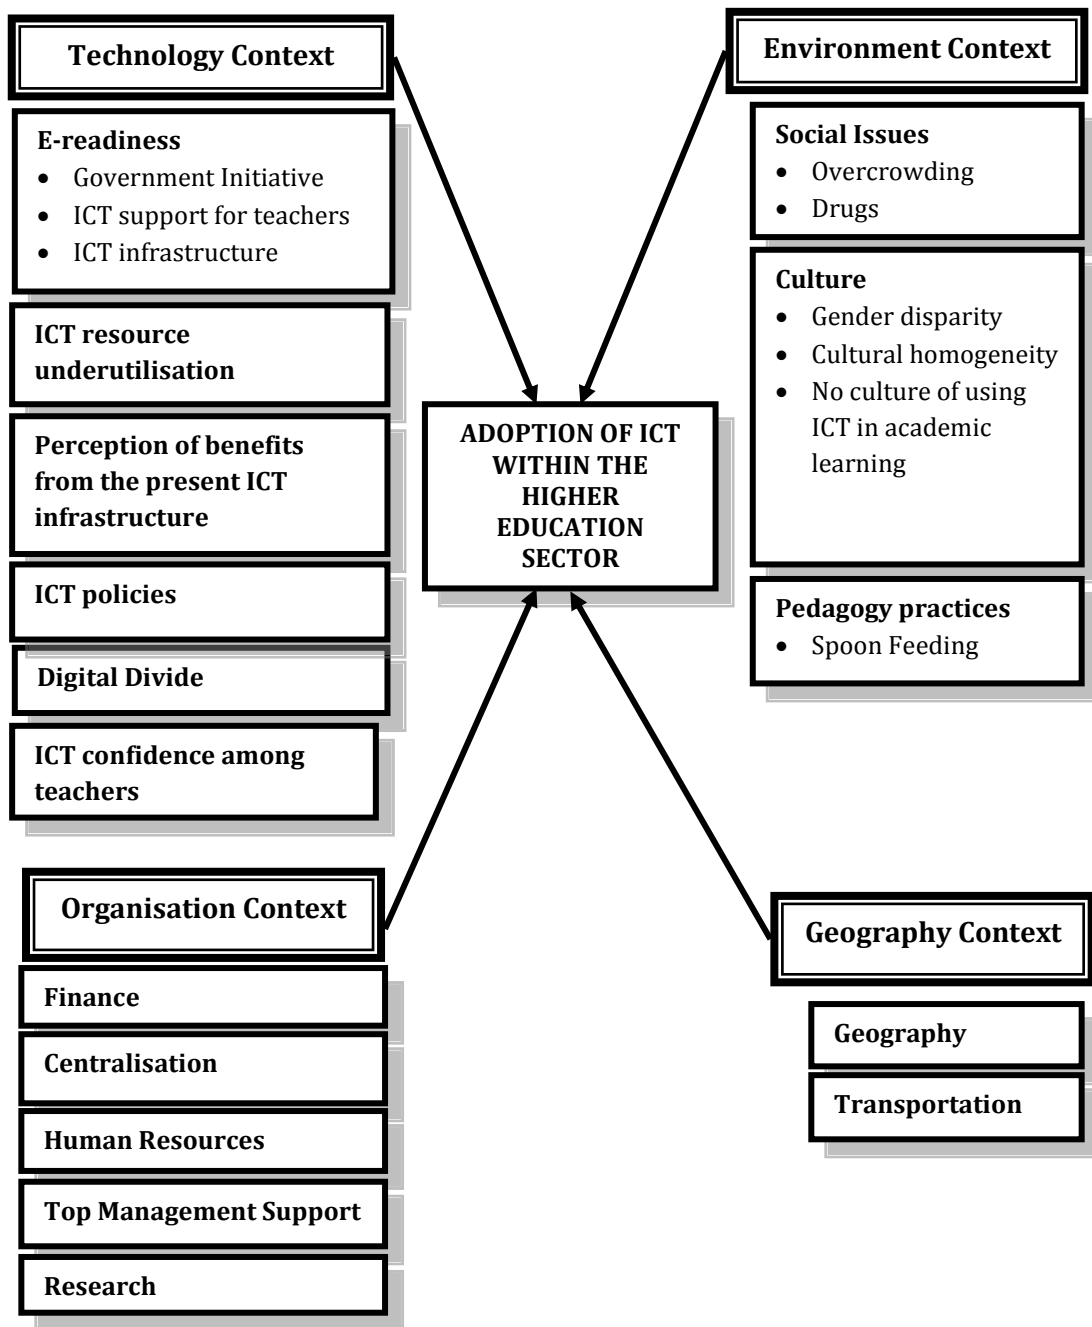 Technology Context
E-readiness
• Government Initiative
• ICT support for teachers
• ICT infrastructure
ICT resource
underutilisation
Perception of benefits
from the present ICT
infrastructure
ICT policies
Digital Divide
ICT confidence among
teachers
Environment Context
Social Issues
• Overcrowding
• Drugs
Culture
• Gender disparity
• Cultural homogeneity
• No culture of using
ICT in academic
learning
Pedagogy practices
• Spoon Feeding
ADOPTION OF ICT
WITHIN THE
HIGHER
EDUCATION
SECTOR
Organisation Context
Finance
Centralisation
Human Resources
Top Management Support
Research
Geography Context
Geography
Transportation